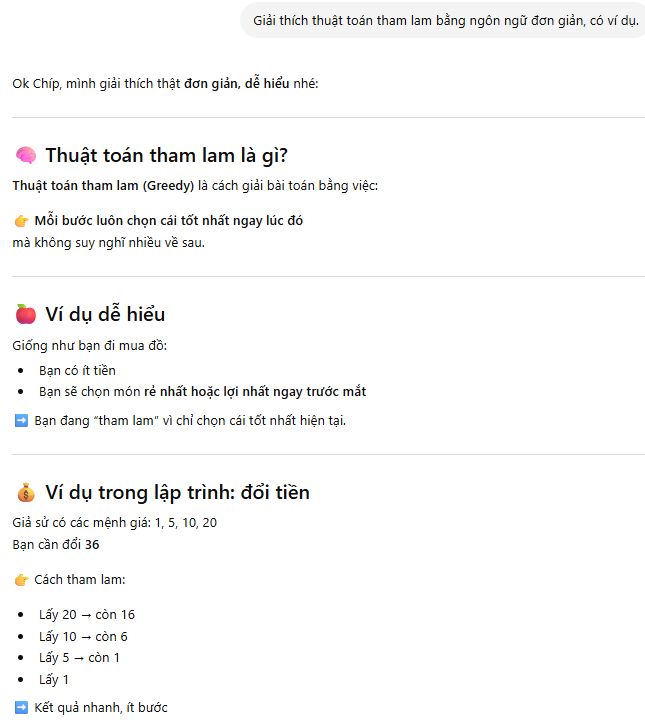 Giải thích thuật toán tham lam bằng ngôn ngữ đơn giản, có ví dụ.
Ok Chíp, mình giải thích thật đơn giản, dễ hiểu nhé:
🧠 Thuật toán tham lam là gì?
Thuật toán tham lam (Greedy) là cách giải bài toán bằng việc:
👉 Mỗi bước luôn chọn cái tốt nhất ngay lúc đó
mà không suy nghĩ nhiều về sau.
🍎 Ví dụ dễ hiểu
Giống như bạn đi mua đồ:
• Bạn có ít tiền
• Bạn sẽ chọn món rẻ nhất hoặc lợi nhất ngay trước mắt
➡️ Bạn đang “tham lam” vì chỉ chọn cái tốt nhất hiện tại.
💰 Ví dụ trong lập trình: đổi tiền
Giả sử có các mệnh giá: 1, 5, 10, 20
Bạn cần đổi 36
👉 Cách tham lam:
• Lấy 20 → còn 16
• Lấy 10 → còn 6
• Lấy 5 → còn 1
• Lấy 1
➡️ Kết quả nhanh, ít bước